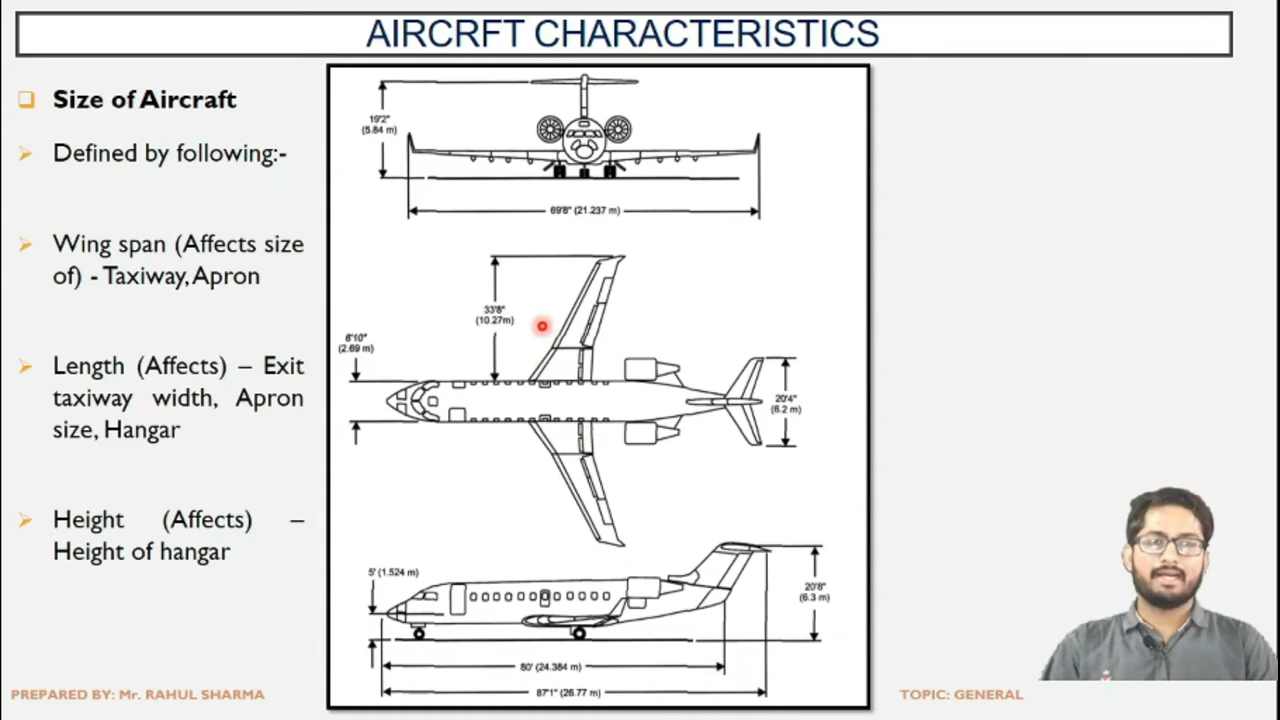 AIRCRFT CHARACTERISTICS
Size of Aircraft
Defined by following:-
Wing span (Affects size
of) - Taxiway, Apron
Length (Affects) – Exit
taxiway width, Apron
size, Hangar
Height (Affects) –
Height of hangar
19'2"
(5.84 m)
69'8" (21.237 m)
33'8"
(10.27m)
8'10"
(2.69 m)
20'4"
(6.2 m)
5' (1.524 m)
20'8"
(6.3 m)
80' (24.384 m)
87'1" (26.77 m)
PREPARED BY: Mr. RAHUL SHARMA
TOPIC: GENERAL